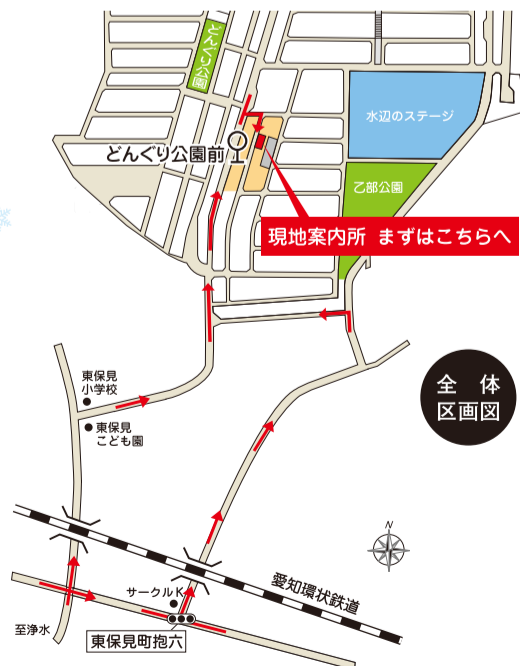 どんぐり公園
水辺のステージ
どんぐり公園前
乙部公園
現地案内所 まずはこちらへ
東保見
小学校
東保見
こども園
全体
区画図
N
サークルK
愛知環状鉄道
至浄水
東保見町抱六